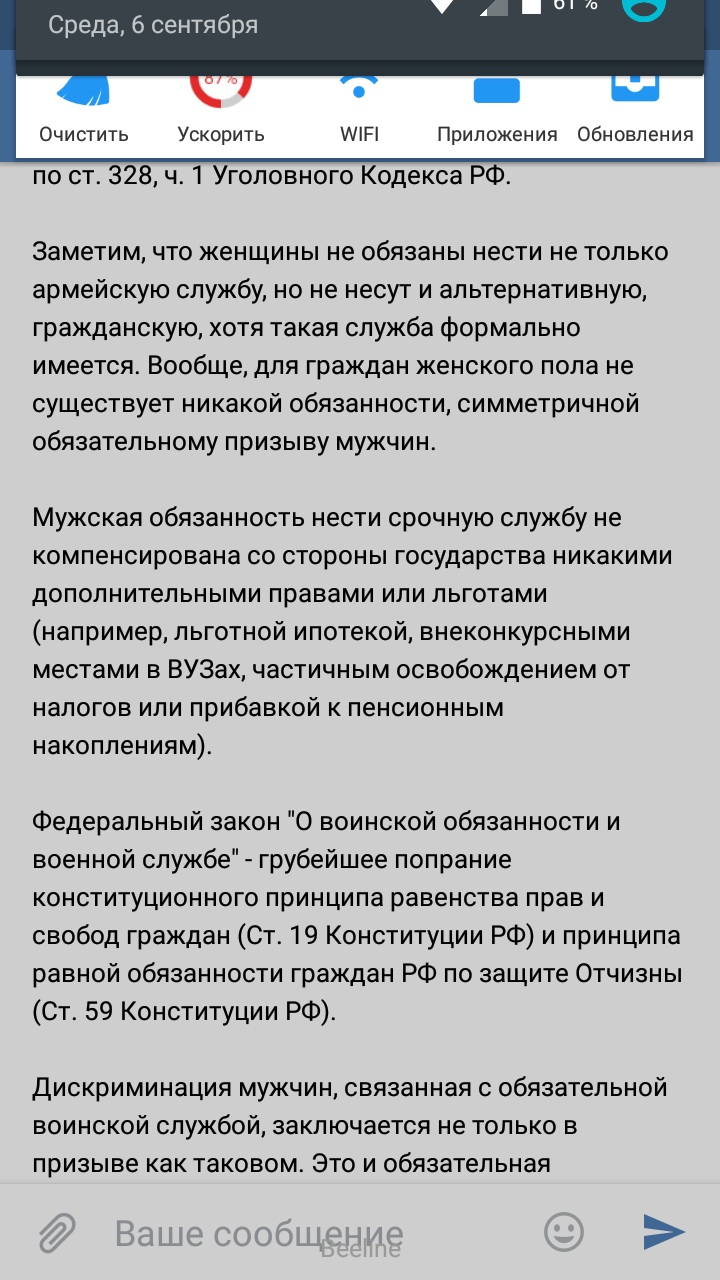 61 %
Среда, 6 сентября
87%
Очистить Ускорить WIFI Приложения Обновления
по ст. 328, ч. 1 Уголовного Кодекса РФ.
Заметим, что женщины не обязаны нести не только
армейскую службу, но не несут и альтернативную,
гражданскую, хотя такая служба формально
имеется. Вообще, для граждан женского пола не
существует никакой обязанности, симметричной
обязательному призыву мужчин.
Мужская обязанность нести срочную службу не
компенсирована со стороны государства никакими
дополнительными правами или льготами
(например, льготной ипотекой, внеконкурсными
местами в ВУЗах, частичным освобождением от
налогов или прибавкой к пенсионным
накоплениям).
Федеральный закон "О воинской обязанности и
военной службе" - грубейшее попрание
конституционного принципа равенства прав и
свобод граждан (Ст. 19 Конституции РФ) и принципа
равной обязанности граждан РФ по защите Отчизны
(Ст. 59 Конституции РФ).
Дискриминация мужчин, связанная с обязательной
воинской службой, заключается не только в
призыве как таковом. Это и обязательная
Ваше сообщение
Beeline